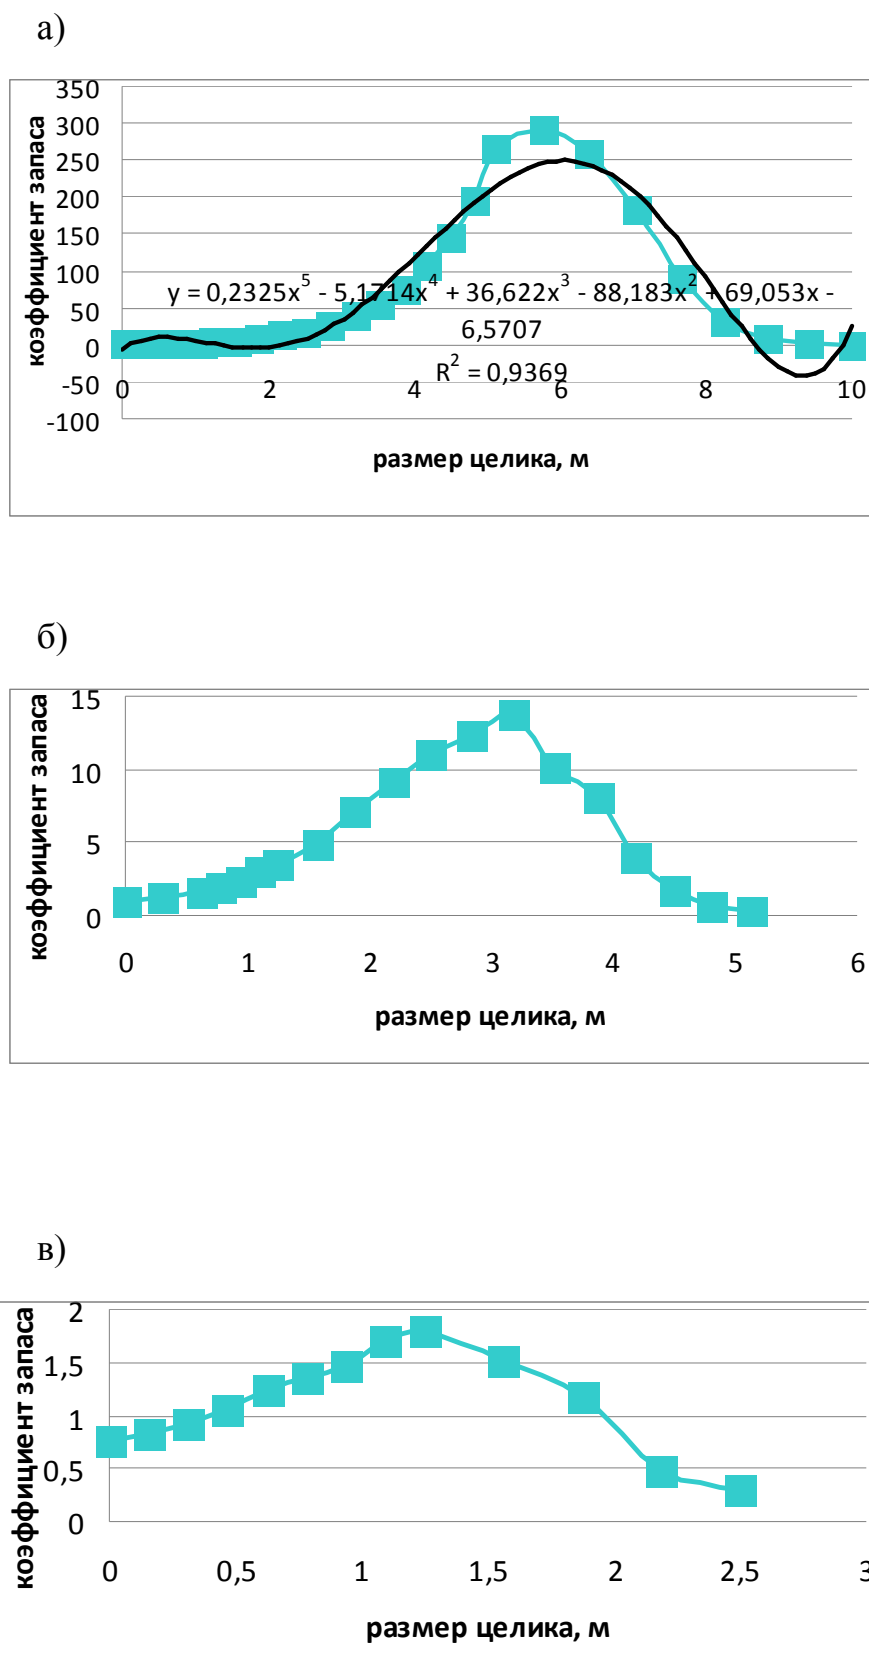 а)
350
300
250
200
150
100
50
0
-50
-100
коэффициент запаса
y = 0,2325x⁵ - 5,1714x⁴ + 36,622x³ - 88,183x² + 69,053x -
6,5707
R² = 0,9369
0 2 4 6 8 10
размер целика, м
б)
15
10
5
0
коэффициент запаса
0 1 2 3 4 5 6
размер целика, м
в)
2
1,5
1
0,5
0
коэффициент запаса
0 0,5 1 1,5 2 2,5 3
размер целика, м